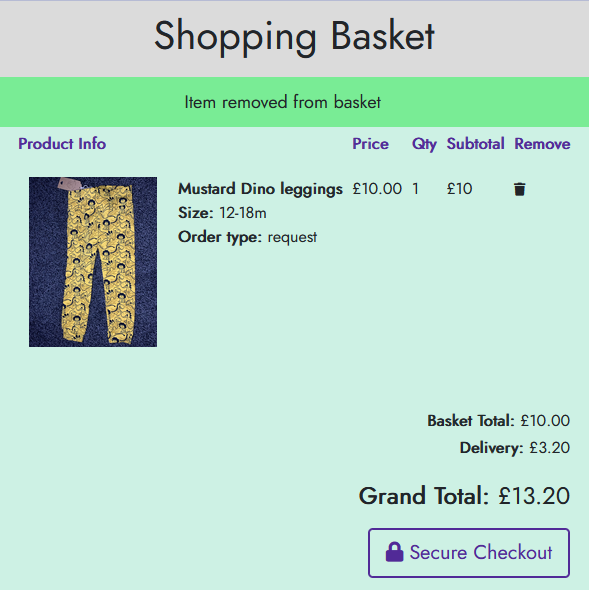 Shopping Basket
Item removed from basket
Product Info Price Qty Subtotal Remove
Mustard Dino leggings £10.00 1 £10
Size: 12-18m
Order type: request
Basket Total: £10.00
Delivery: £3.20
Grand Total: £13.20
Secure Checkout